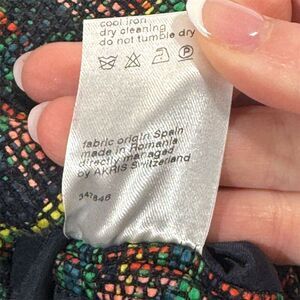 cool iron
dry cleaning
do not tumble dry
P
fabric origin Spain
made in Romania
directly managed
by AKRIS Switzerland